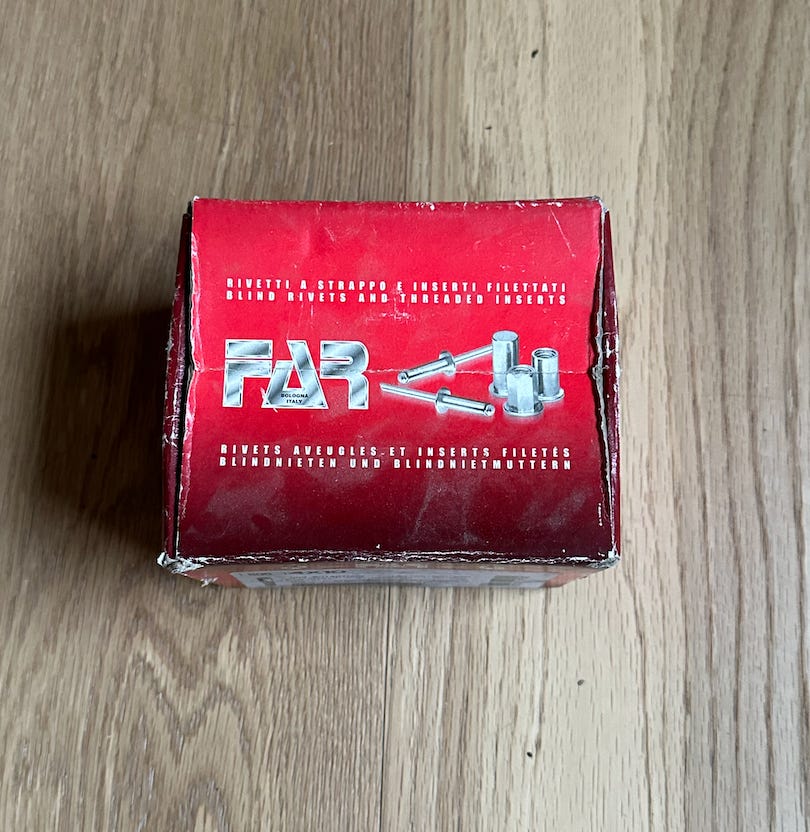 RIVETTI A STRAPPO E INSERTI FILETTATI
BLIND RIVETS AND THREADED INSERTS
FAR
BOLOGNA
ITALY
RIVETS AVEUGLES ET INSERTS FILETÉS
BLINDNIETEN UND BLINDNIETMUTTERN
4X10